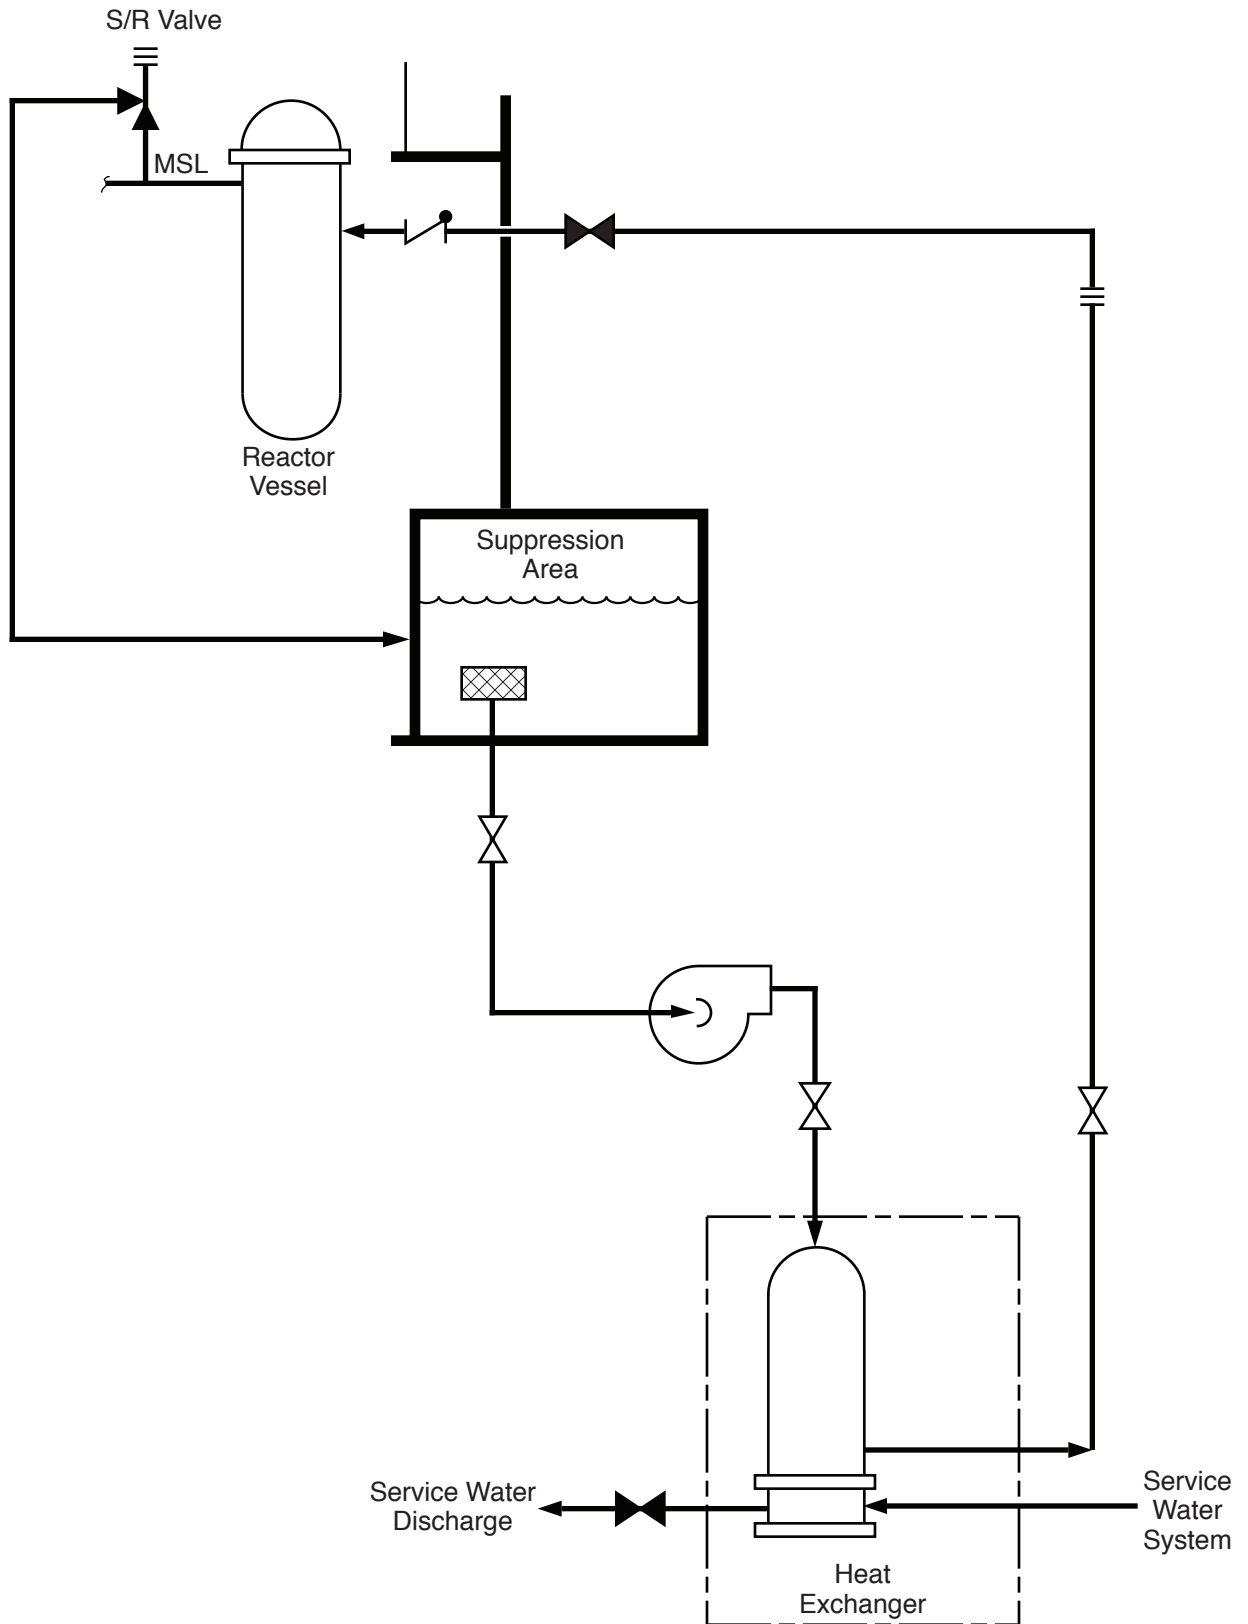 S/R Valve
MSL
Reactor
Vessel
Suppression
Area
Service Water
Discharge
Service
Water
System
Heat
Exchanger